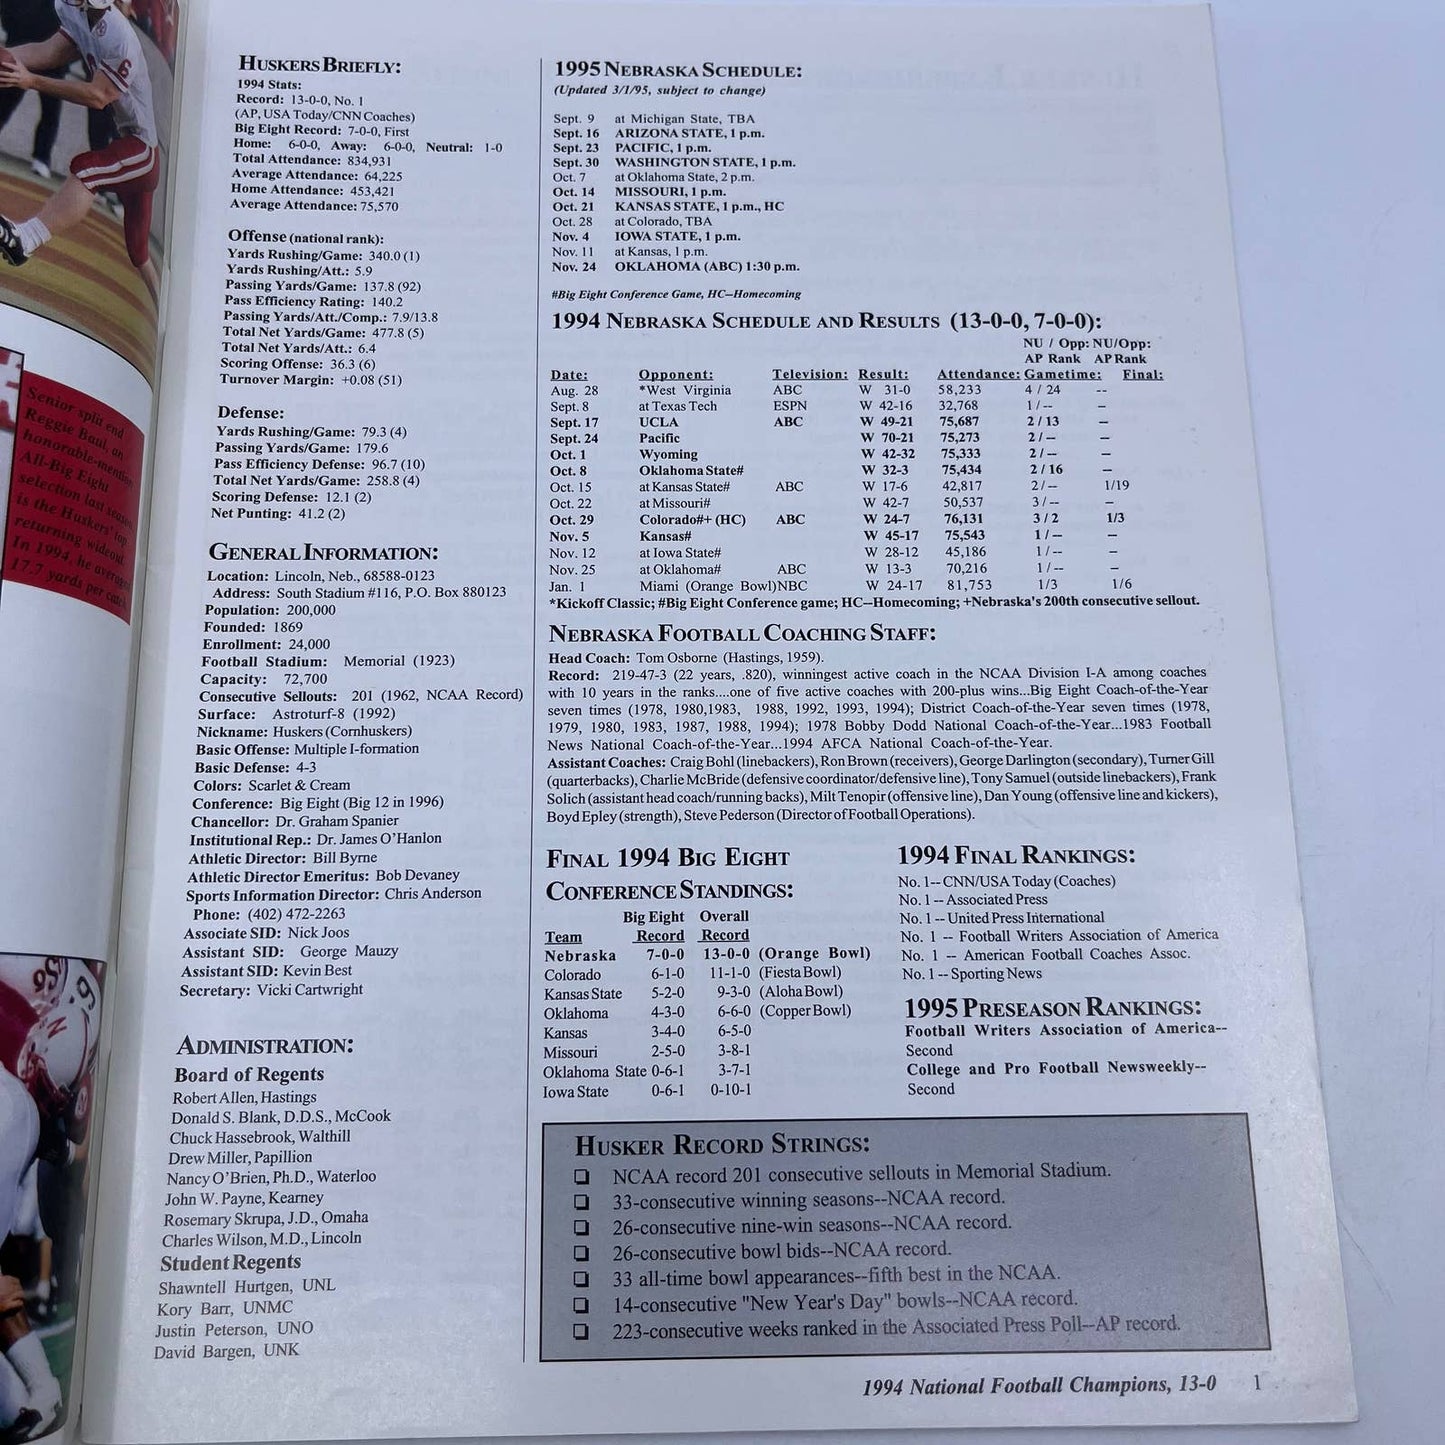 Senior split end
Reggie Baul, an
honorable-mention
All-Big Eight
selection last season,
is the Huskers' top
returning wideout.
In 1994, he averaged
17.7 yards per catch.
HUSKERS BRIEFLY:
1994 Stats:
Record: 13-0-0, No. 1
(AP, USA Today/CNN Coaches)
Big Eight Record: 7-0-0, First
Home: 6-0-0, Away: 6-0-0, Neutral: 1-0
Total Attendance: 834,931
Average Attendance: 64,225
Home Attendance: 453,421
Average Attendance: 75,570
Offense (national rank):
Yards Rushing/Game: 340.0 (1)
Yards Rushing/Att.: 5.9
Passing Yards/Game: 137.8 (92)
Pass Efficiency Rating: 140.2
Passing Yards/Att./Comp.: 7.9/13.8
Total Net Yards/Game: 477.8 (5)
Total Net Yards/Att.: 6.4
Scoring Offense: 36.3 (6)
Turnover Margin: +0.08 (51)
Defense:
Yards Rushing/Game: 79.3 (4)
Passing Yards/Game: 179.6
Pass Efficiency Defense: 96.7 (10)
Total Net Yards/Game: 258.8 (4)
Scoring Defense: 12.1 (2)
Net Punting: 41.2 (2)
GENERAL INFORMATION:
Location: Lincoln, Neb., 68588-0123
Address: South Stadium #116, P.O. Box 880123
Population: 200,000
Founded: 1869
Enrollment: 24,000
Football Stadium: Memorial (1923)
Capacity: 72,700
Consecutive Sellouts: 201 (1962, NCAA Record)
Surface: Astroturf-8 (1992)
Nickname: Huskers (Cornhuskers)
Basic Offense: Multiple I-formation
Basic Defense: 4-3
Colors: Scarlet & Cream
Conference: Big Eight (Big 12 in 1996)
Chancellor: Dr. Graham Spanier
Institutional Rep.: Dr. James O'Hanlon
Athletic Director: Bill Byrne
Athletic Director Emeritus: Bob Devaney
Sports Information Director: Chris Anderson
Phone: (402) 472-2263
Associate SID: Nick Joos
Assistant SID: George Mauzy
Assistant SID: Kevin Best
Secretary: Vicki Cartwright
ADMINISTRATION:
Board of Regents
Robert Allen, Hastings
Donald S. Blank, D.D.S., McCook
Chuck Hassebrook, Walthill
Drew Miller, Papillion
Nancy O'Brien, Ph.D., Waterloo
John W. Payne, Kearney
Rosemary Skrupa, J.D., Omaha
Charles Wilson, M.D., Lincoln
Student Regents
Shawntell Hurtgen, UNL
Kory Barr, UNMC
Justin Peterson, UNO
David Bargen, UNK
1995 NEBRASKA SCHEDULE:
(Updated 3/1/95, subject to change)
Sept. 9 at Michigan State, TBA
Sept. 16 ARIZONA STATE, 1 p.m.
Sept. 23 PACIFIC, 1 p.m.
Sept. 30 WASHINGTON STATE, 1 p.m.
Oct. 7 at Oklahoma State, 2 p.m.
Oct. 14 MISSOURI, 1 p.m.
Oct. 21 KANSAS STATE, 1 p.m., HC
Oct. 28 at Colorado, TBA
Nov. 4 IOWA STATE, 1 p.m.
Nov. 11 at Kansas, 1 p.m.
Nov. 24 OKLAHOMA (ABC) 1:30 p.m.
#Big Eight Conference Game, HC--Homecoming
1994 NEBRASKA SCHEDULE AND RESULTS (13-0-0, 7-0-0):
NU / Opp: NU/Opp:
AP Rank AP Rank
Date: Opponent: Television: Result: Attendance: Gametime: Final:
Aug. 28 *West Virginia ABC W 31-0 58,233 4 / 24 --
Sept. 8 at Texas Tech ESPN W 42-16 32,768 1 / -- --
Sept. 17 UCLA ABC W 49-21 75,687 2 / 13 --
Sept. 24 Pacific W 70-21 75,273 2 / -- --
Oct. 1 Wyoming W 42-32 75,333 2 / -- --
Oct. 8 Oklahoma State# W 32-3 75,434 2 / 16 --
Oct. 15 at Kansas State# ABC W 17-6 42,817 2 / -- 1/19
Oct. 22 at Missouri# W 42-7 50,537 3 / -- --
Oct. 29 Colorado#+ (HC) ABC W 24-7 76,131 3 / 2 1/3
Nov. 5 Kansas# W 45-17 75,543 1 / -- --
Nov. 12 at Iowa State# W 28-12 45,186 1 / -- --
Nov. 25 at Oklahoma# ABC W 13-3 70,216 1 / -- --
Jan. 1 Miami (Orange Bowl) NBC W 24-17 81,753 1/3 1/6
*Kickoff Classic; #Big Eight Conference game; HC--Homecoming; +Nebraska's 200th consecutive sellout.
NEBRASKA FOOTBALL COACHING STAFF:
Head Coach: Tom Osborne (Hastings, 1959).
Record: 219-47-3 (22 years, .820), winningest active coach in the NCAA Division I-A among coaches
with 10 years in the ranks....one of five active coaches with 200-plus wins...Big Eight Coach-of-the-Year
seven times (1978, 1980,1983, 1988, 1992, 1993, 1994); District Coach-of-the-Year seven times (1978,
1979, 1980, 1983, 1987, 1988, 1994); 1978 Bobby Dodd National Coach-of-the-Year...1983 Football
News National Coach-of-the-Year...1994 AFCA National Coach-of-the-Year.
Assistant Coaches: Craig Bohl (linebackers), Ron Brown (receivers), George Darlington (secondary), Turner Gill
(quarterbacks), Charlie McBride (defensive coordinator/defensive line), Tony Samuel (outside linebackers), Frank
Solich (assistant head coach/running backs), Milt Tenopir (offensive line), Dan Young (offensive line and kickers),
Boyd Epley (strength), Steve Pederson (Director of Football Operations).
FINAL 1994 BIG EIGHT
CONFERENCE STANDINGS:
Big Eight Overall
Team Record Record
Nebraska 7-0-0 13-0-0 (Orange Bowl)
Colorado 6-1-0 11-1-0 (Fiesta Bowl)
Kansas State 5-2-0 9-3-0 (Aloha Bowl)
Oklahoma 4-3-0 6-6-0 (Copper Bowl)
Kansas 3-4-0 6-5-0
Missouri 2-5-0 3-8-1
Oklahoma State 0-6-1 3-7-1
Iowa State 0-6-1 0-10-1
1994 FINAL RANKINGS:
No. 1-- CNN/USA Today (Coaches)
No. 1 -- Associated Press
No. 1 -- United Press International
No. 1 -- Football Writers Association of America
No. 1 -- American Football Coaches Assoc.
No. 1 -- Sporting News
1995 PRESEASON RANKINGS:
Football Writers Association of America--
Second
College and Pro Football Newsweekly--
Second
HUSKER RECORD STRINGS:
❏ NCAA record 201 consecutive sellouts in Memorial Stadium.
❏ 33-consecutive winning seasons--NCAA record.
❏ 26-consecutive nine-win seasons--NCAA record.
❏ 26-consecutive bowl bids--NCAA record.
❏ 33 all-time bowl appearances--fifth best in the NCAA.
❏ 14-consecutive "New Year's Day" bowls--NCAA record.
❏ 223-consecutive weeks ranked in the Associated Press Poll--AP record.
1994 National Football Champions, 13-0 1